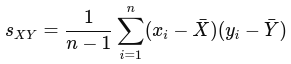 $s_{XY} = \frac{1}{n-1} \sum_{i=1}^{n} (x_i - \bar{X})(y_i - \bar{Y})$